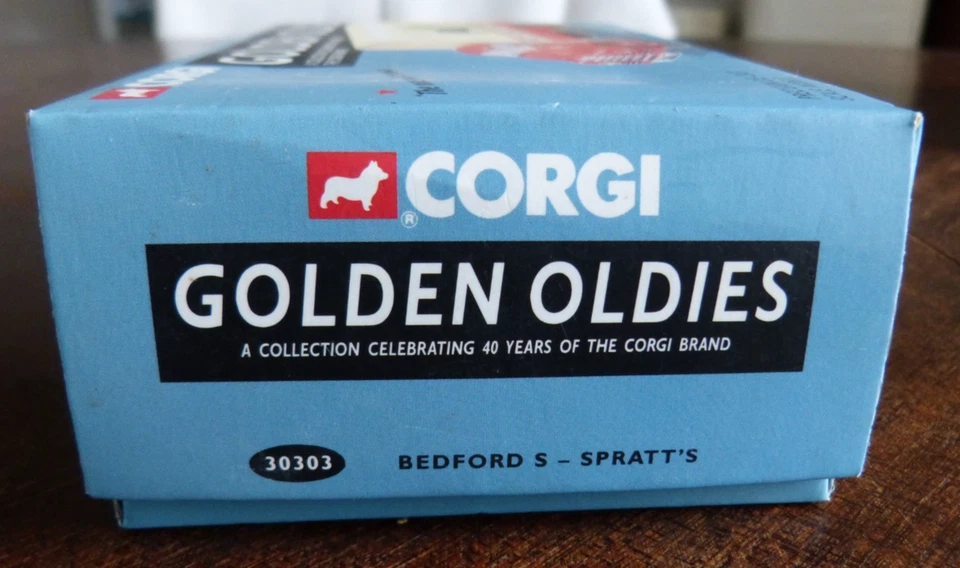 CORGI
®
GOLDEN OLDIES
A COLLECTION CELEBRATING 40 YEARS OF THE CORGI BRAND
30303 BEDFORD S – SPRATT'S